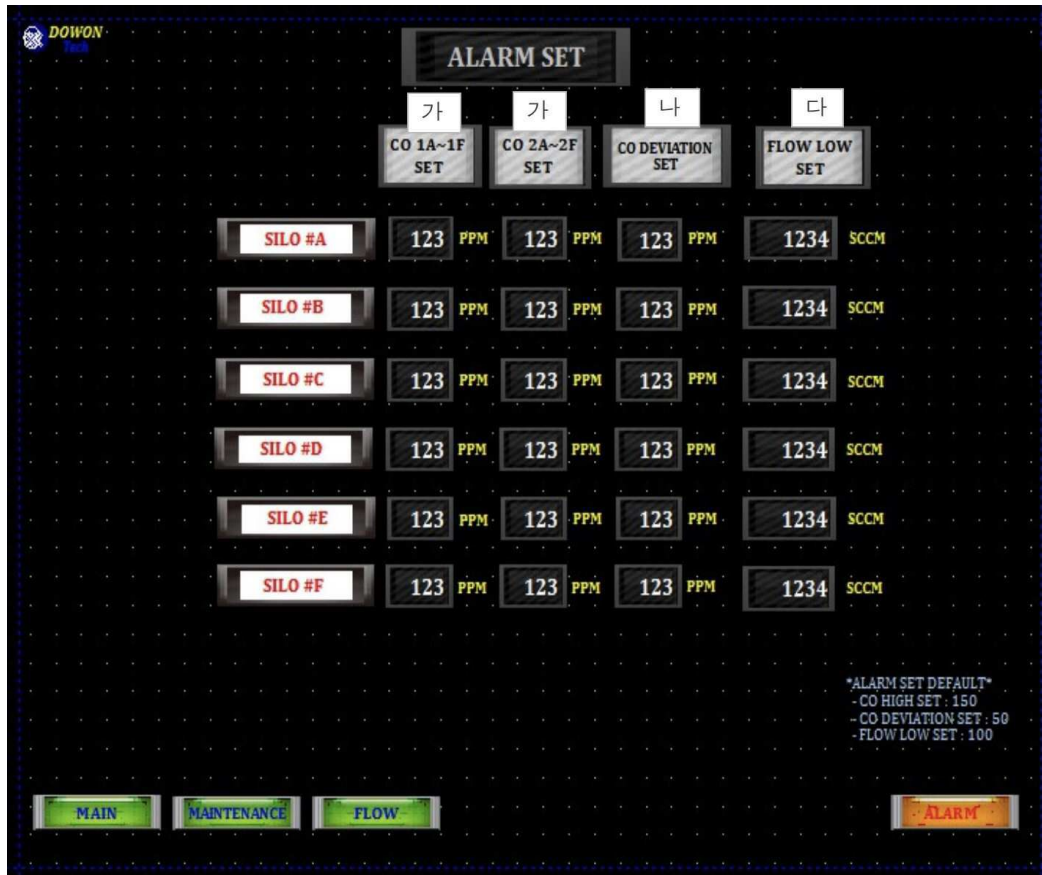 DOWON
Tech
ALARM SET
가 가 나 다
CO 1A~1F SET
CO 2A~2F SET
CO DEVIATION SET
FLOW LOW SET
SILO #A 123 PPM 123 PPM 123 PPM 1234 SCCM
SILO #B 123 PPM 123 PPM 123 PPM 1234 SCCM
SILO #C 123 PPM 123 PPM 123 PPM 1234 SCCM
SILO #D 123 PPM 123 PPM 123 PPM 1234 SCCM
SILO #E 123 PPM 123 PPM 123 PPM 1234 SCCM
SILO #F 123 PPM 123 PPM 123 PPM 1234 SCCM
*ALARM SET DEFAULT*
- CO HIGH SET : 150
- CO DEVIATION SET : 50
- FLOW LOW SET : 100
MAIN MAINTENANCE FLOW ALARM